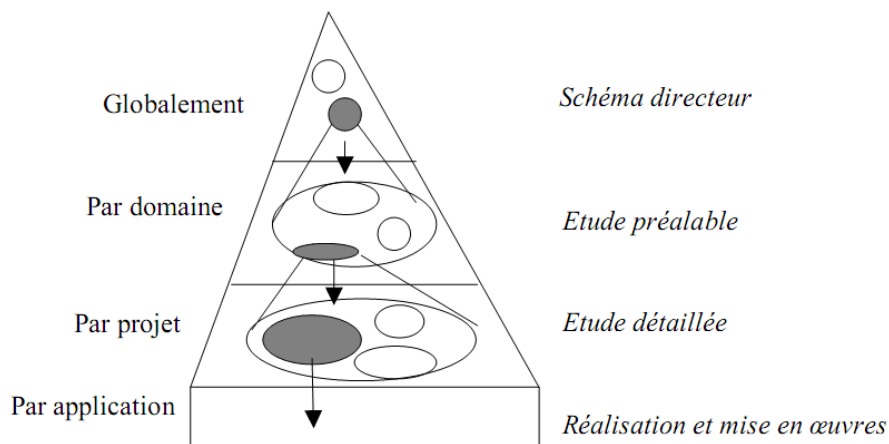 Globalement
Schéma directeur
Par domaine
Etude préalable
Par projet
Etude détaillée
Par application
Réalisation et mise en œuvres